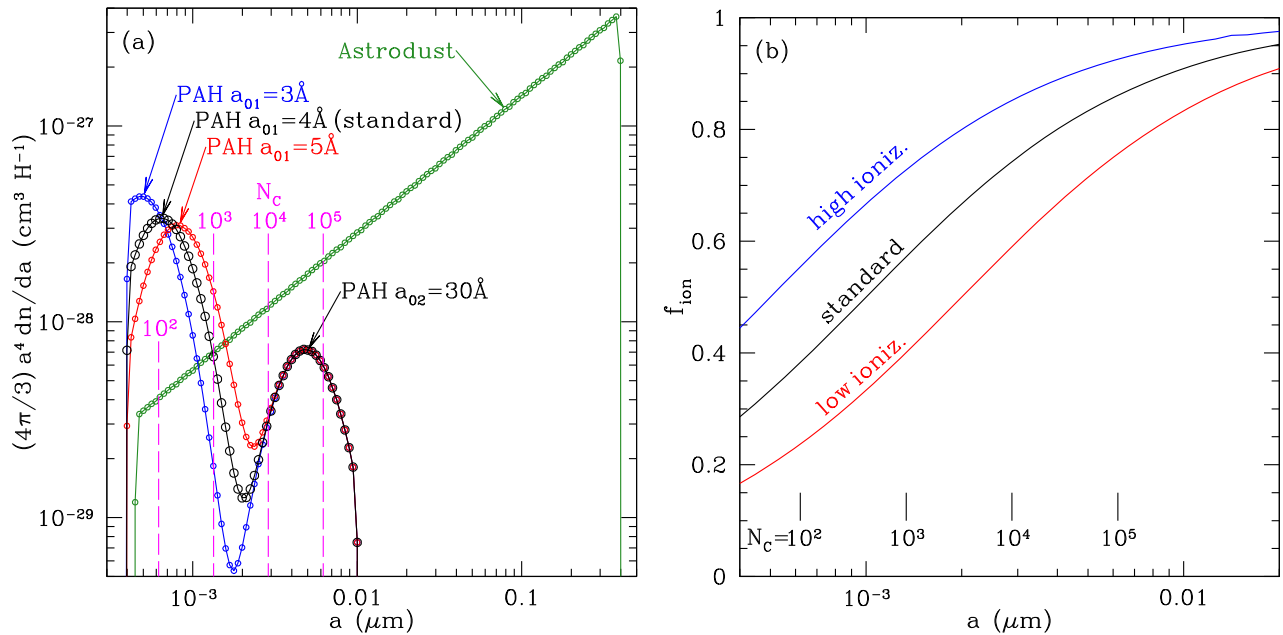 (a)
Astrodust
PAH a₀₁=3Å
PAH a₀₁=4Å (standard)
PAH a₀₁=5Å
N_C
10³ 10⁴ 10⁵
10²
PAH a₀₂=30Å
10⁻²⁷
10⁻²⁸
10⁻²⁹
(4π/3) a⁴ dn/da (cm³ H⁻¹)
10⁻³ 0.01 0.1
a (μm)
(b)
high ioniz.
standard
low ioniz.
N_C=10² 10³ 10⁴ 10⁵
1
0.8
0.6
0.4
0.2
0
f_ion
10⁻³ 0.01
a (μm)